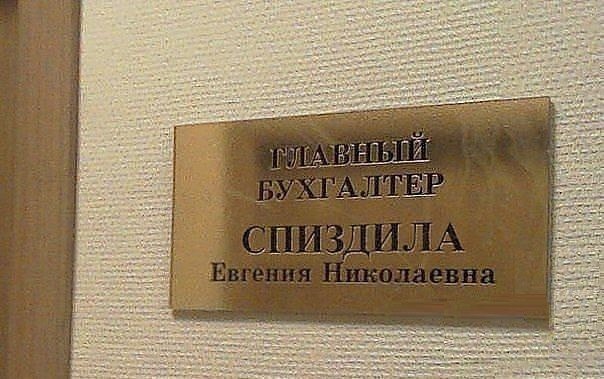 ГЛАВНЫЙ
БУХГАЛТЕР
СПИЗДИЛА
Евгения Николаевна